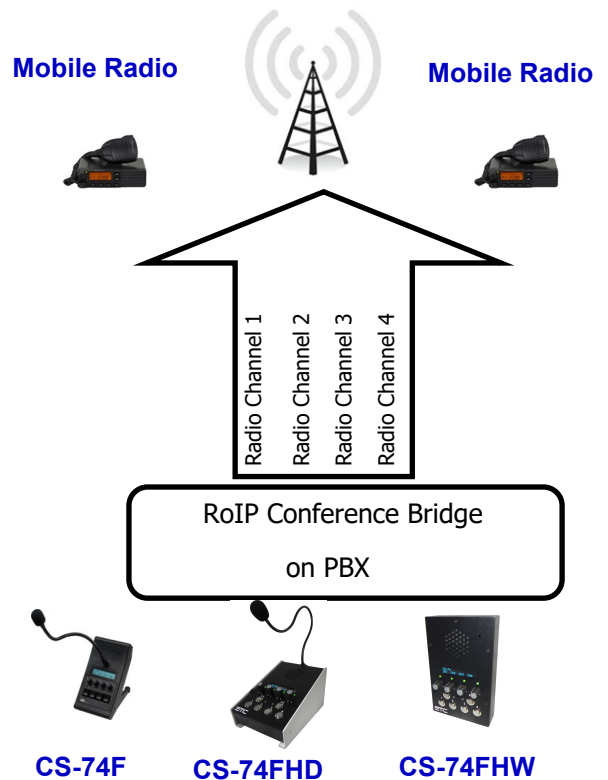 Mobile Radio
Mobile Radio
Radio Channel 1
Radio Channel 2
Radio Channel 3
Radio Channel 4
RoIP Conference Bridge
on PBX
CS-74F
CS-74FHD
CS-74FHW